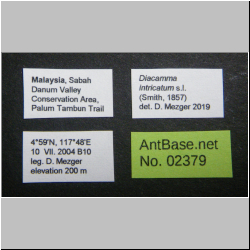 Malaysia, Sabah
Danum Valley
Conservation Area,
Palum Tambun Trail
Diacamma
intricatum s.l.
(Smith, 1857)
det. D. Mezger 2019
4°59'N, 117°48'E
10 VII. 2004 B10
leg. D. Mezger
elevation 200 m
AntBase.net
No. 02379